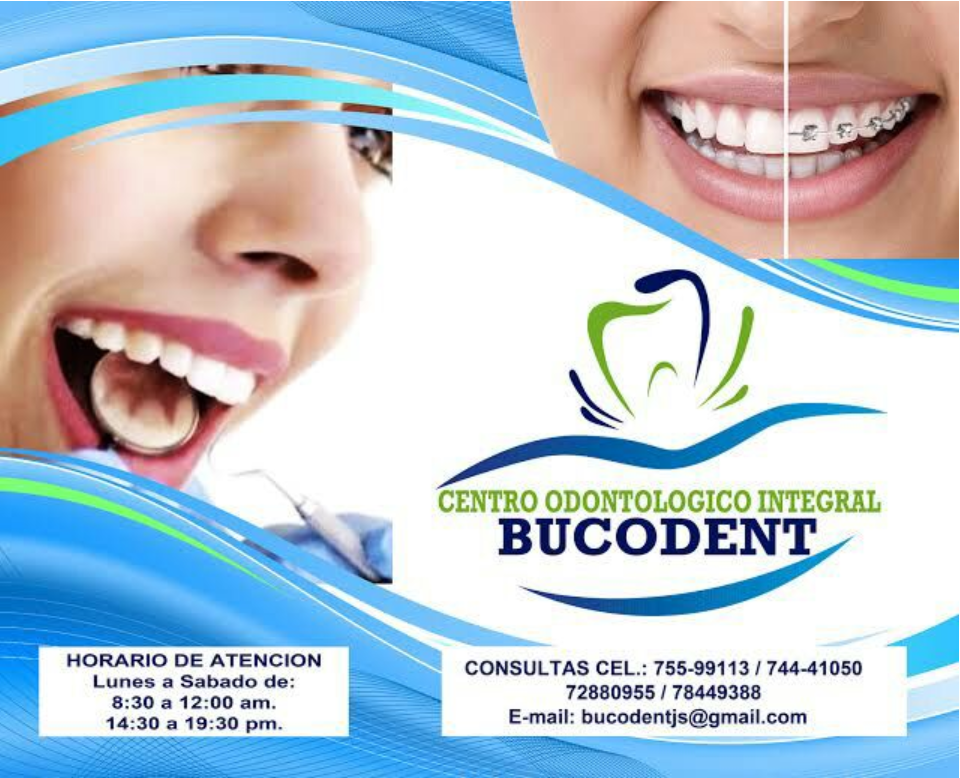 CENTRO ODONTOLOGICO INTEGRAL
BUCODENT
HORARIO DE ATENCION
Lunes a Sabado de:
8:30 a 12:00 am.
14:30 a 19:30 pm.
CONSULTAS CEL.: 755-99113 / 744-41050
72880955 / 78449388
E-mail: bucodentjs@gmail.com